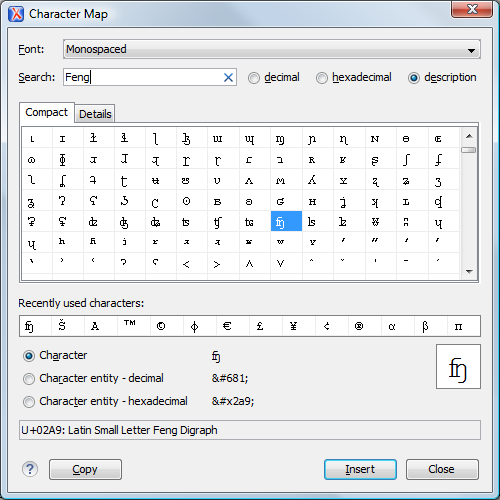 Character Map
Font: Monospaced
Search: Feng decimal hexadecimal description
Compact Details
ɩ ɪ ɫ ɬ ɭ ɮ ɯ ɰ ɱ ɲ ɳ ɴ ɵ ɶ
ɷ ɸ ɹ ɺ ɻ ɼ ɽ ɾ ɿ ʀ ʁ ʂ ʃ ʄ
ʅ ʆ ʇ ʈ ʉ ʊ ʋ ʌ ʍ ʎ ʏ ʐ ʑ ʒ
ʓ ʔ ʕ ʖ ʗ ʘ ʙ ʚ ʛ ʜ ʝ ʞ ʟ ʠ
ʡ ʢ ʣ ʤ ʥ ʦ ʧ ʨ ʩ ʪ ʫ ʬ ʭ ʮ
Recently used characters:
ʩ Š A ™ © φ € £ ¥ ¢ ® α β π
Character ʩ
Character entity - decimal &#681;
Character entity - hexadecimal &#x2a9;
ʩ
U+02A9: Latin Small Letter Feng Digraph
? Copy Insert Close